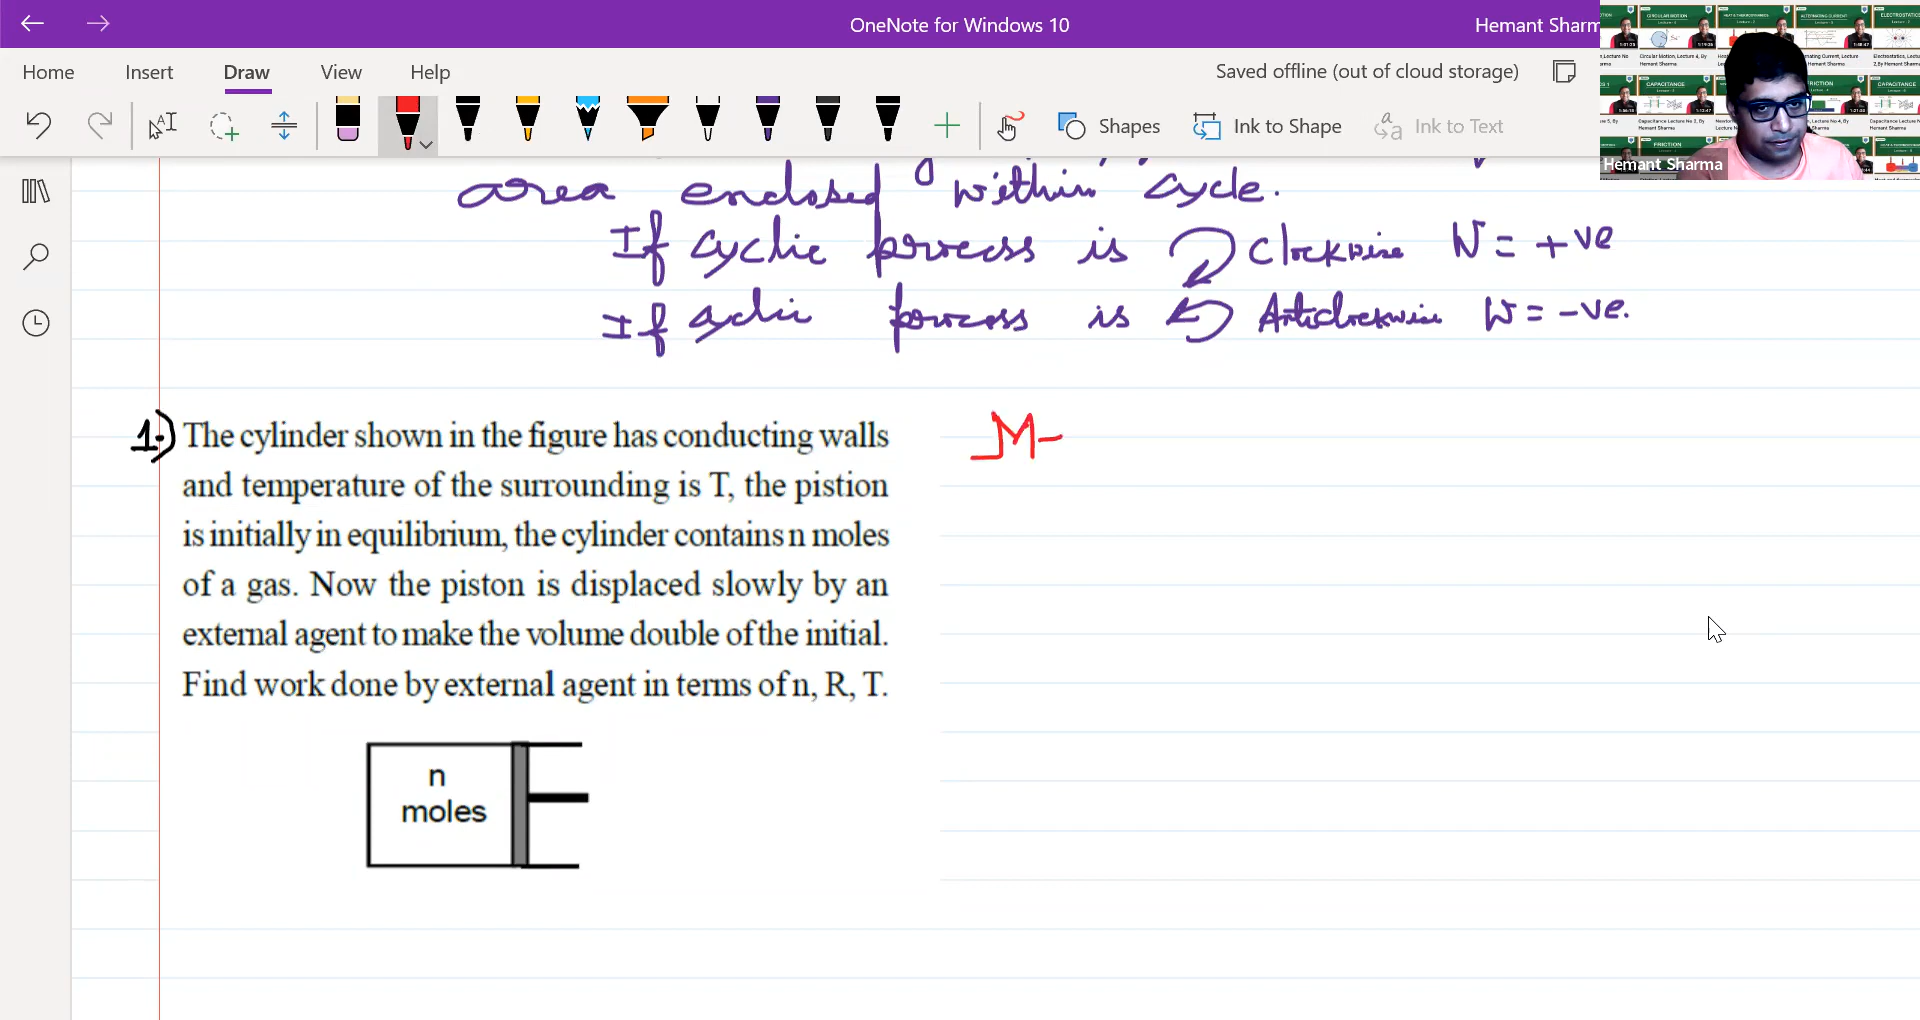 OneNote for Windows 10
Hemant Sharm
Home Insert Draw View Help
Saved offline (out of cloud storage)
Shapes Ink to Shape Ink to Text
Hemant Sharma
area enclosed within cycle.
If cyclic process is clockwise W = +ve
If cyclic process is Anticlockwise W = -ve.
1.) The cylinder shown in the figure has conducting walls
and temperature of the surrounding is T, the pistion
is initially in equilibrium, the cylinder contains n moles
of a gas. Now the piston is displaced slowly by an
external agent to make the volume double of the initial.
Find work done by external agent in terms of n, R, T.
M-
n
moles